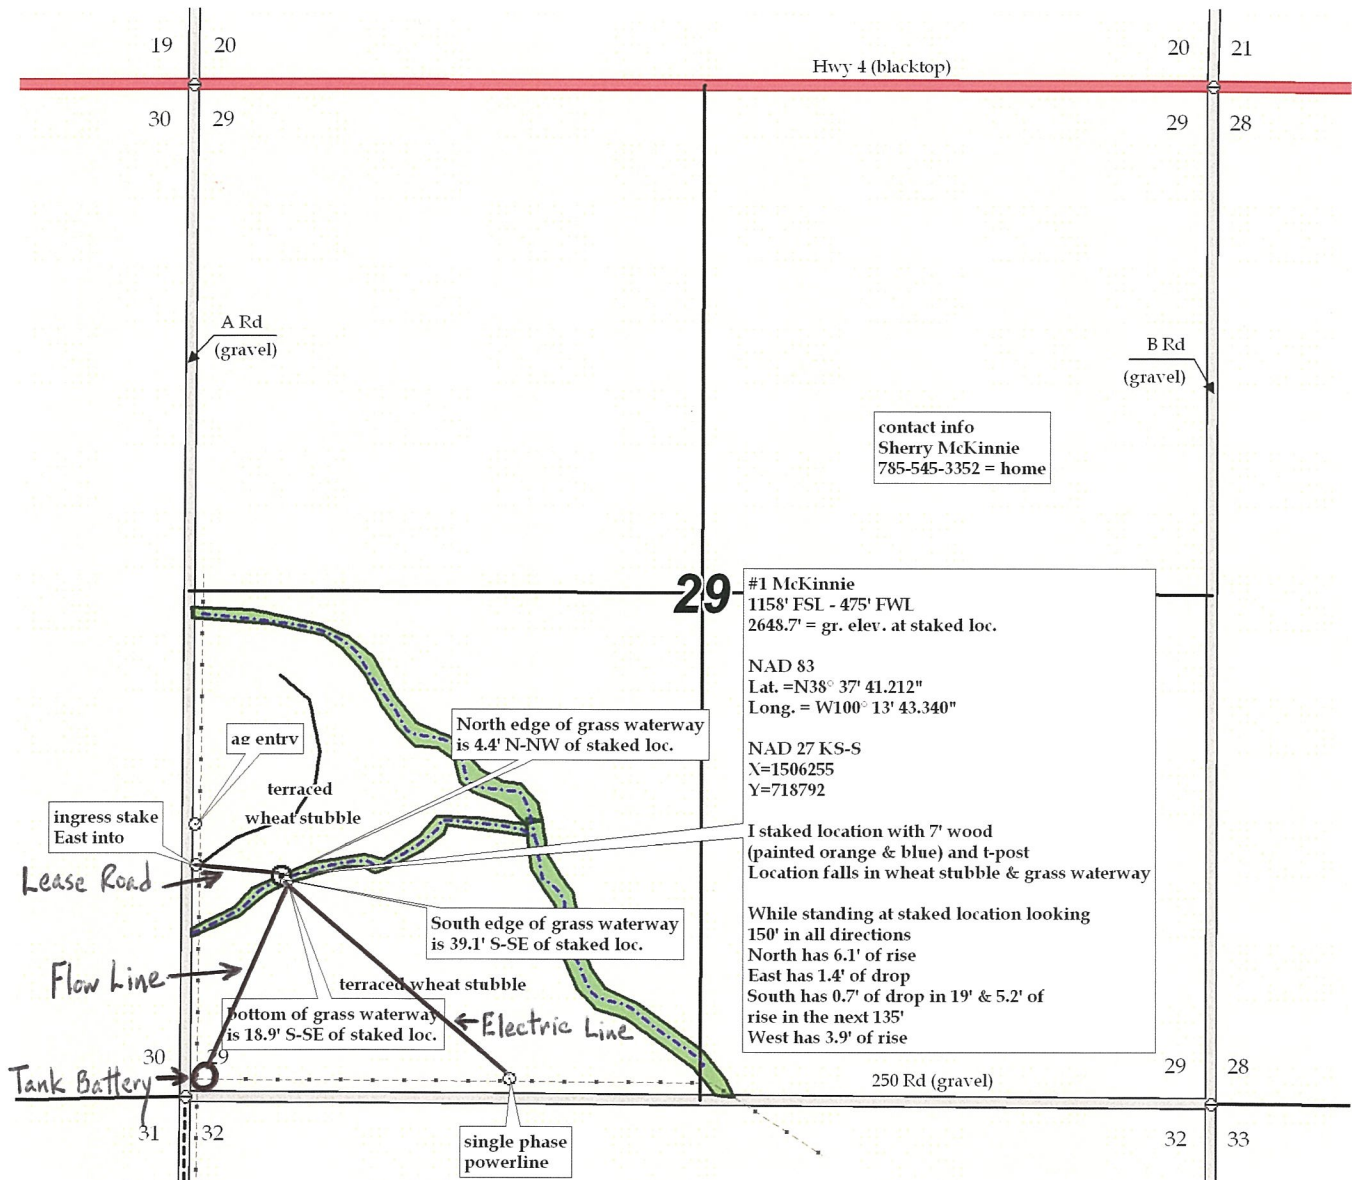 19 20
20 21
Hwy 4 (blacktop)
30 29
29 28
A Rd
(gravel)
B Rd
(gravel)
contact info
Sherry McKinnie
785-545-3352 = home
29
#1 McKinnie
1158' FSL - 475' FWL
2648.7' = gr. elev. at staked loc.
NAD 83
Lat. =N38° 37' 41.212"
Long. = W100° 13' 43.340"
NAD 27 KS-S
X=1506255
Y=718792
I staked location with 7' wood
(painted orange & blue) and t-post
Location falls in wheat stubble & grass waterway
While standing at staked location looking
150' in all directions
North has 6.1' of rise
East has 1.4' of drop
South has 0.7' of drop in 19' & 5.2' of
rise in the next 135'
West has 3.9' of rise
North edge of grass waterway
is 4.4' N-NW of staked loc.
ag entry
terraced
wheat stubble
ingress stake
East into
Lease Road
South edge of grass waterway
is 39.1' S-SE of staked loc.
Flow Line
terraced wheat stubble
bottom of grass waterway
is 18.9' S-SE of staked loc.
Electric Line
30 29
Tank Battery
250 Rd (gravel)
29 28
31 32
single phase
powerline
32 33